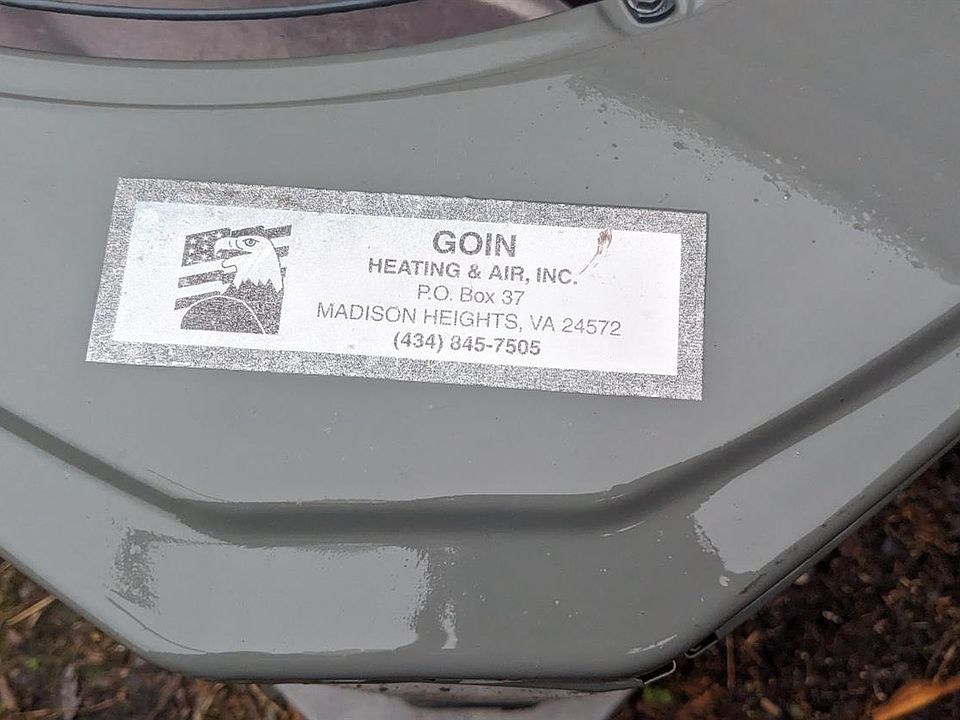 GOIN
HEATING & AIR, INC.
P.O. Box 37
MADISON HEIGHTS, VA 24572
(434) 845-7505